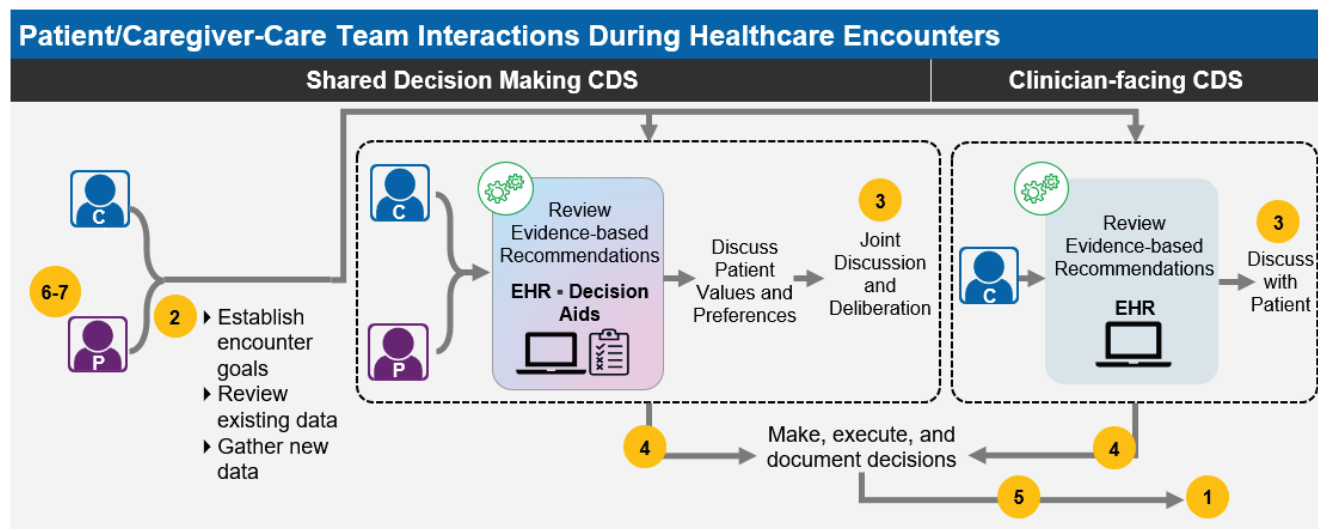 Patient/Caregiver-Care Team Interactions During Healthcare Encounters
Shared Decision Making CDS
Clinician-facing CDS
C
6-7
P
2
Establish
encounter
goals
Review
existing data
Gather new
data
C
P
Review
Evidence-based
Recommendations
EHR ▪ Decision
Aids
Discuss
Patient
Values and
Preferences
3
Joint
Discussion
and
Deliberation
C
Review
Evidence-based
Recommendations
EHR
3
Discuss
with
Patient
4
Make, execute, and
document decisions
4
5
1